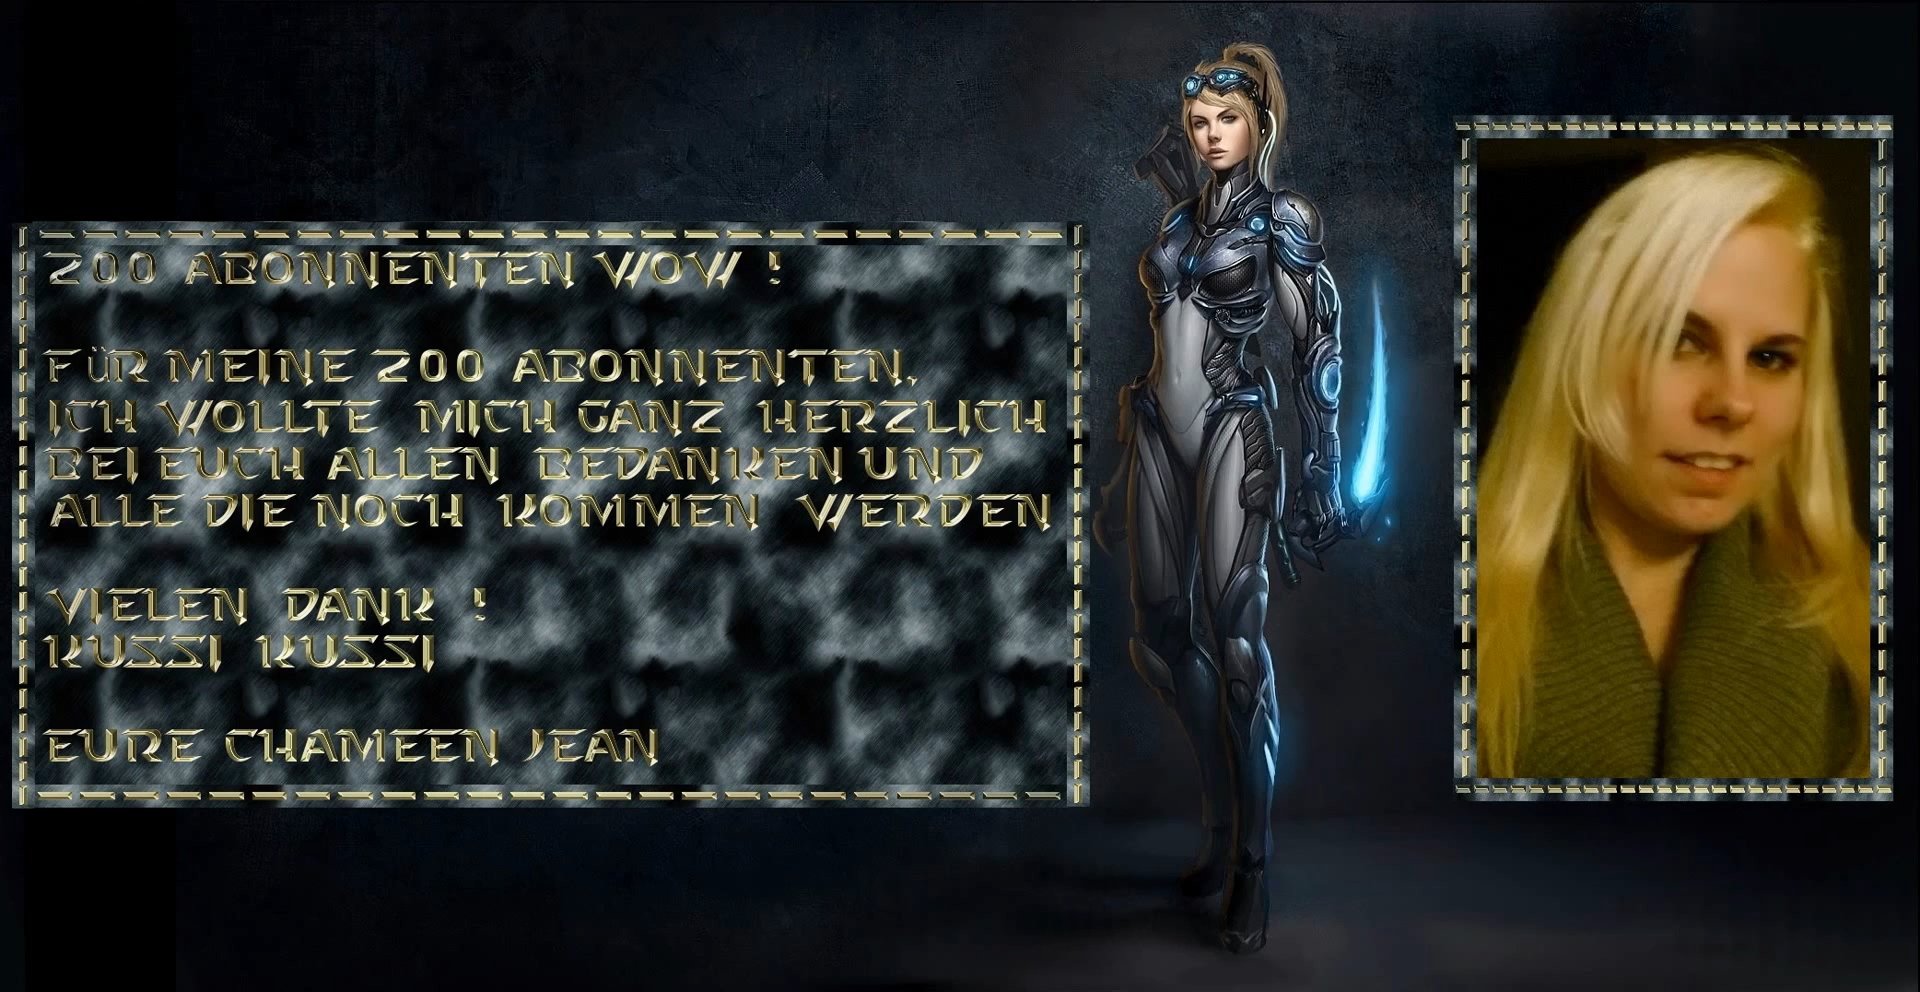 200 ABONNENTEN WOW !
FÜR MEINE 200 ABONNENTEN,
ICH WOLLTE MICH GANZ HERZLICH
BEI EUCH ALLEN BEDANKEN UND
ALLE DIE NOCH KOMMEN WERDEN
VIELEN DANK !
KUSSI KUSSI
EURE CHAMEEN JEAN